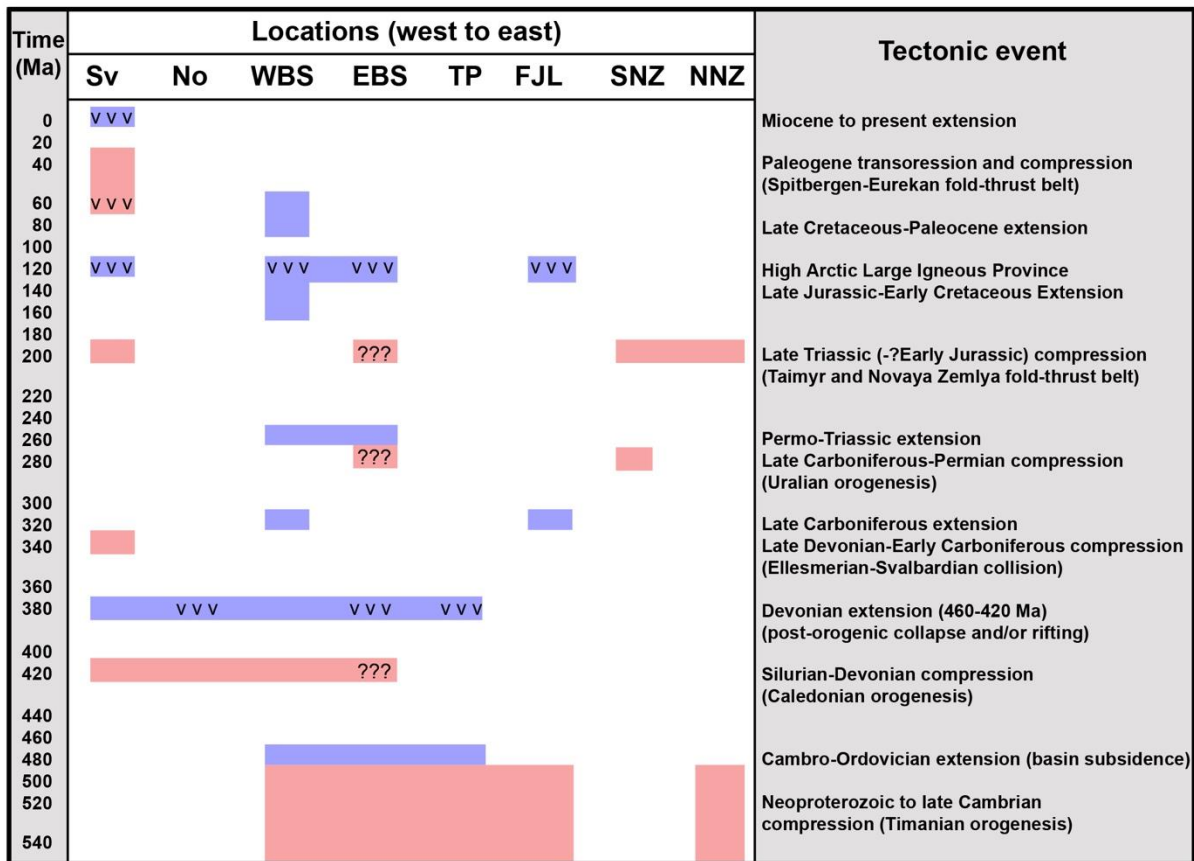 Time
(Ma)
Locations (west to east)
Tectonic event
Sv No WBS EBS TP FJL SNZ NNZ
0 v v v Miocene to present extension
20
40 Paleogene transoression and compression
(Spitbergen-Eurekan fold-thrust belt)
60 v v v
80 Late Cretaceous-Paleocene extension
100
120 v v v v v v v v v v v v High Arctic Large Igneous Province
140 Late Jurassic-Early Cretaceous Extension
160
180
200 ??? Late Triassic (-?Early Jurassic) compression
(Taimyr and Novaya Zemlya fold-thrust belt)
220
240
260 Permo-Triassic extension
280 ??? Late Carboniferous-Permian compression
(Uralian orogenesis)
300
320 Late Carboniferous extension
340 Late Devonian-Early Carboniferous compression
(Ellesmerian-Svalbardian collision)
360
380 v v v v v v v v v Devonian extension (460-420 Ma)
(post-orogenic collapse and/or rifting)
400
420 ??? Silurian-Devonian compression
(Caledonian orogenesis)
440
460
480 Cambro-Ordovician extension (basin subsidence)
500
520 Neoproterozoic to late Cambrian
compression (Timanian orogenesis)
540